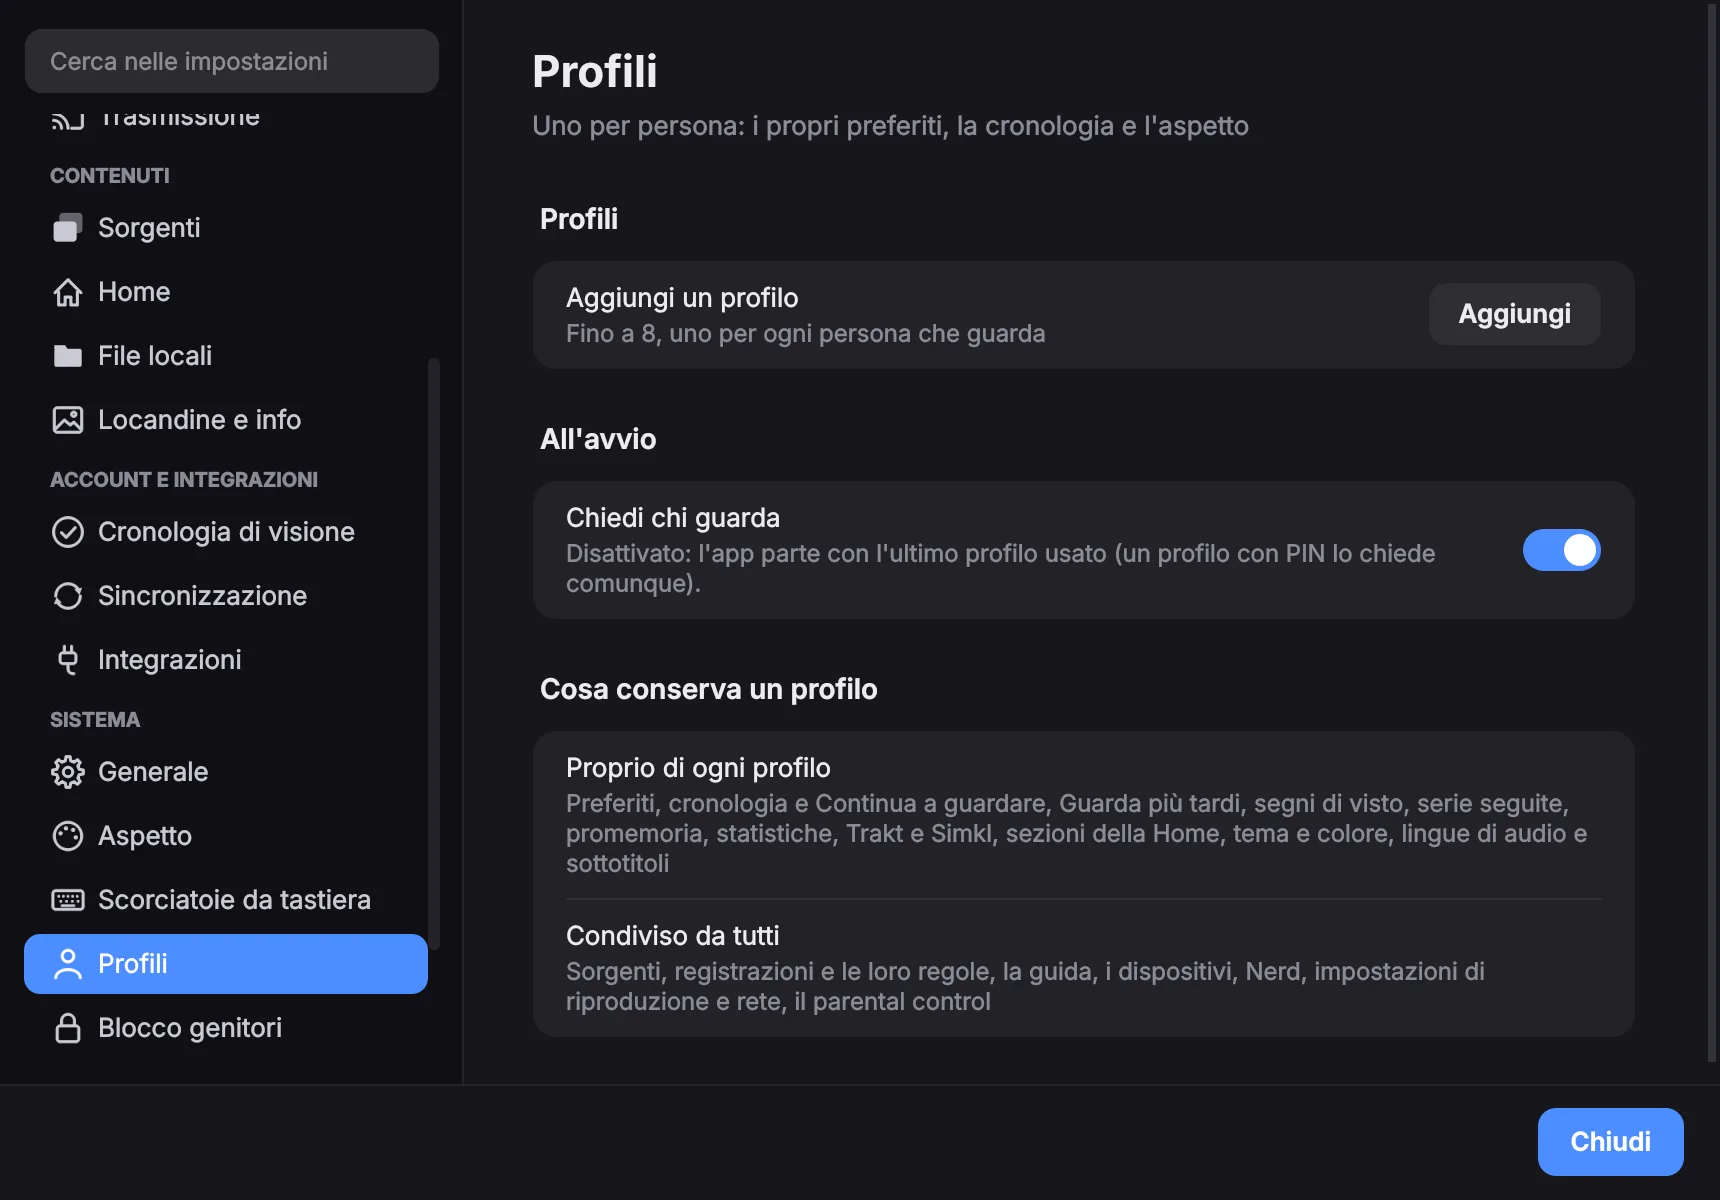 Cerca nelle impostazioni
Trasmissione
CONTENUTI
Sorgenti
Home
File locali
Locandine e info
ACCOUNT E INTEGRAZIONI
Cronologia di visione
Sincronizzazione
Integrazioni
SISTEMA
Generale
Aspetto
Scorciatoie da tastiera
Profili
Blocco genitori
Profili
Uno per persona: i propri preferiti, la cronologia e l'aspetto
Profili
Aggiungi un profilo
Fino a 8, uno per ogni persona che guarda
Aggiungi
All'avvio
Chiedi chi guarda
Disattivato: l'app parte con l'ultimo profilo usato (un profilo con PIN lo chiede
comunque).
Cosa conserva un profilo
Proprio di ogni profilo
Preferiti, cronologia e Continua a guardare, Guarda più tardi, segni di visto, serie seguite,
promemoria, statistiche, Trakt e Simkl, sezioni della Home, tema e colore, lingue di audio e
sottotitoli
Condiviso da tutti
Sorgenti, registrazioni e le loro regole, la guida, i dispositivi, Nerd, impostazioni di
riproduzione e rete, il parental control
Chiudi